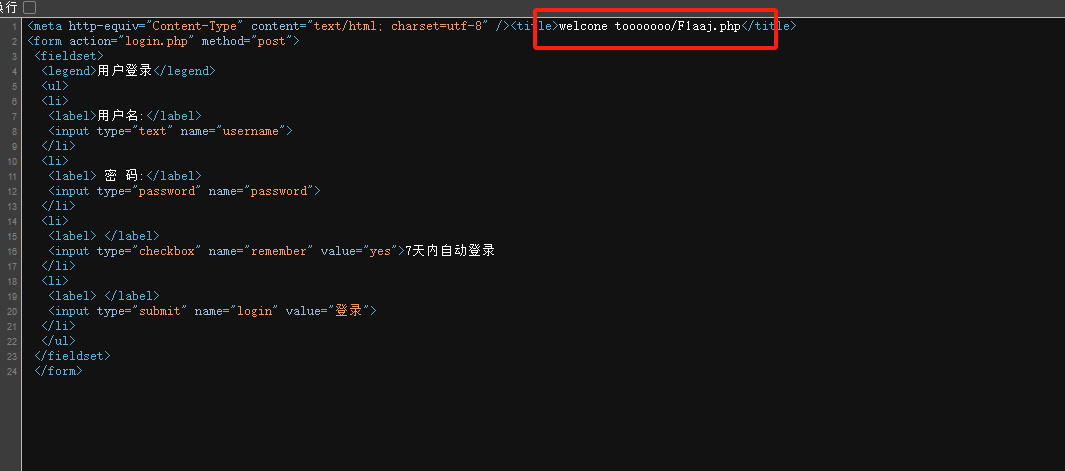 换行
1 <meta http-equiv="Content-Type" content="text/html; charset=utf-8" /><title>welcone tooooooo/F1aaj.php</title>
2 <form action="login.php" method="post">
3 <fieldset>
4 <legend>用户登录</legend>
5 <ul>
6 <li>
7 <label>用户名:</label>
8 <input type="text" name="username">
9 </li>
10 <li>
11 <label> 密 码:</label>
12 <input type="password" name="password">
13 </li>
14 <li>
15 <label> </label>
16 <input type="checkbox" name="remember" value="yes">7天内自动登录
17 </li>
18 <li>
19 <label> </label>
20 <input type="submit" name="login" value="登录">
21 </li>
22 </ul>
23 </fieldset>
24 </form>